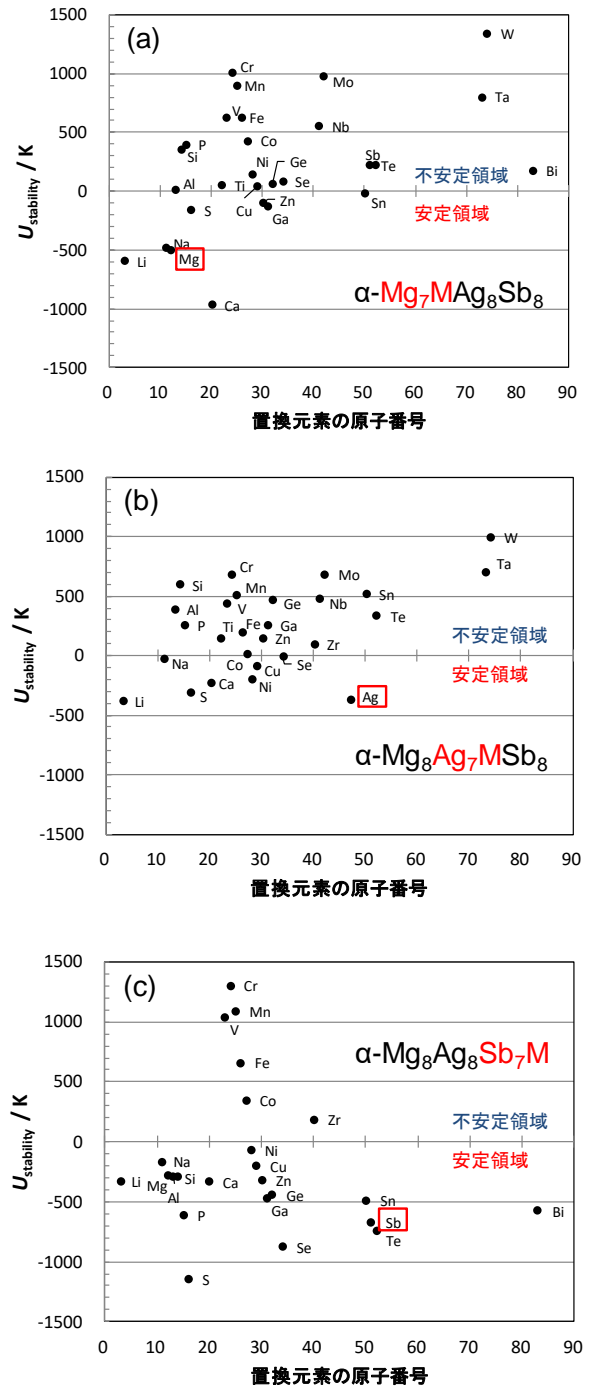 (a)
1500
1000
500
0
-500
-1000
-1500
U stability / K
W
Cr
Mn
Mo
Ta
V
Fe
Nb
P
Si
Co
Ni
Ge
Sb
Te
Bi
Al
Ti
Cu
Se
不安定領域
S
Zn
Ga
Sn
安定領域
Na
Li
Mg
Ca
α-Mg₇MAg₈Sb₈
0 10 20 30 40 50 60 70 80 90
置換元素の原子番号
(b)
1500
1000
500
0
-500
-1000
-1500
U stability / K
W
Cr
Mo
Ta
Si
Mn
Sn
Al
V
Ge
Nb
Te
P
Ti
Fe
Ga
Zn
Zr
不安定領域
Na
Co
Cu
Se
安定領域
Ca
Ni
Li
S
Ag
α-Mg₈Ag₇MSb₈
0 10 20 30 40 50 60 70 80 90
置換元素の原子番号
(c)
1500
1000
500
0
-500
-1000
-1500
U stability / K
Cr
Mn
V
α-Mg₈Ag₈Sb₇M
Fe
Co
Zr
不安定領域
Ni
安定領域
Na
Cu
Li
Mg
Si
Ca
Zn
Al
Ge
Ga
Sn
P
Sb
Bi
Se
Te
S
0 10 20 30 40 50 60 70 80 90
置換元素の原子番号